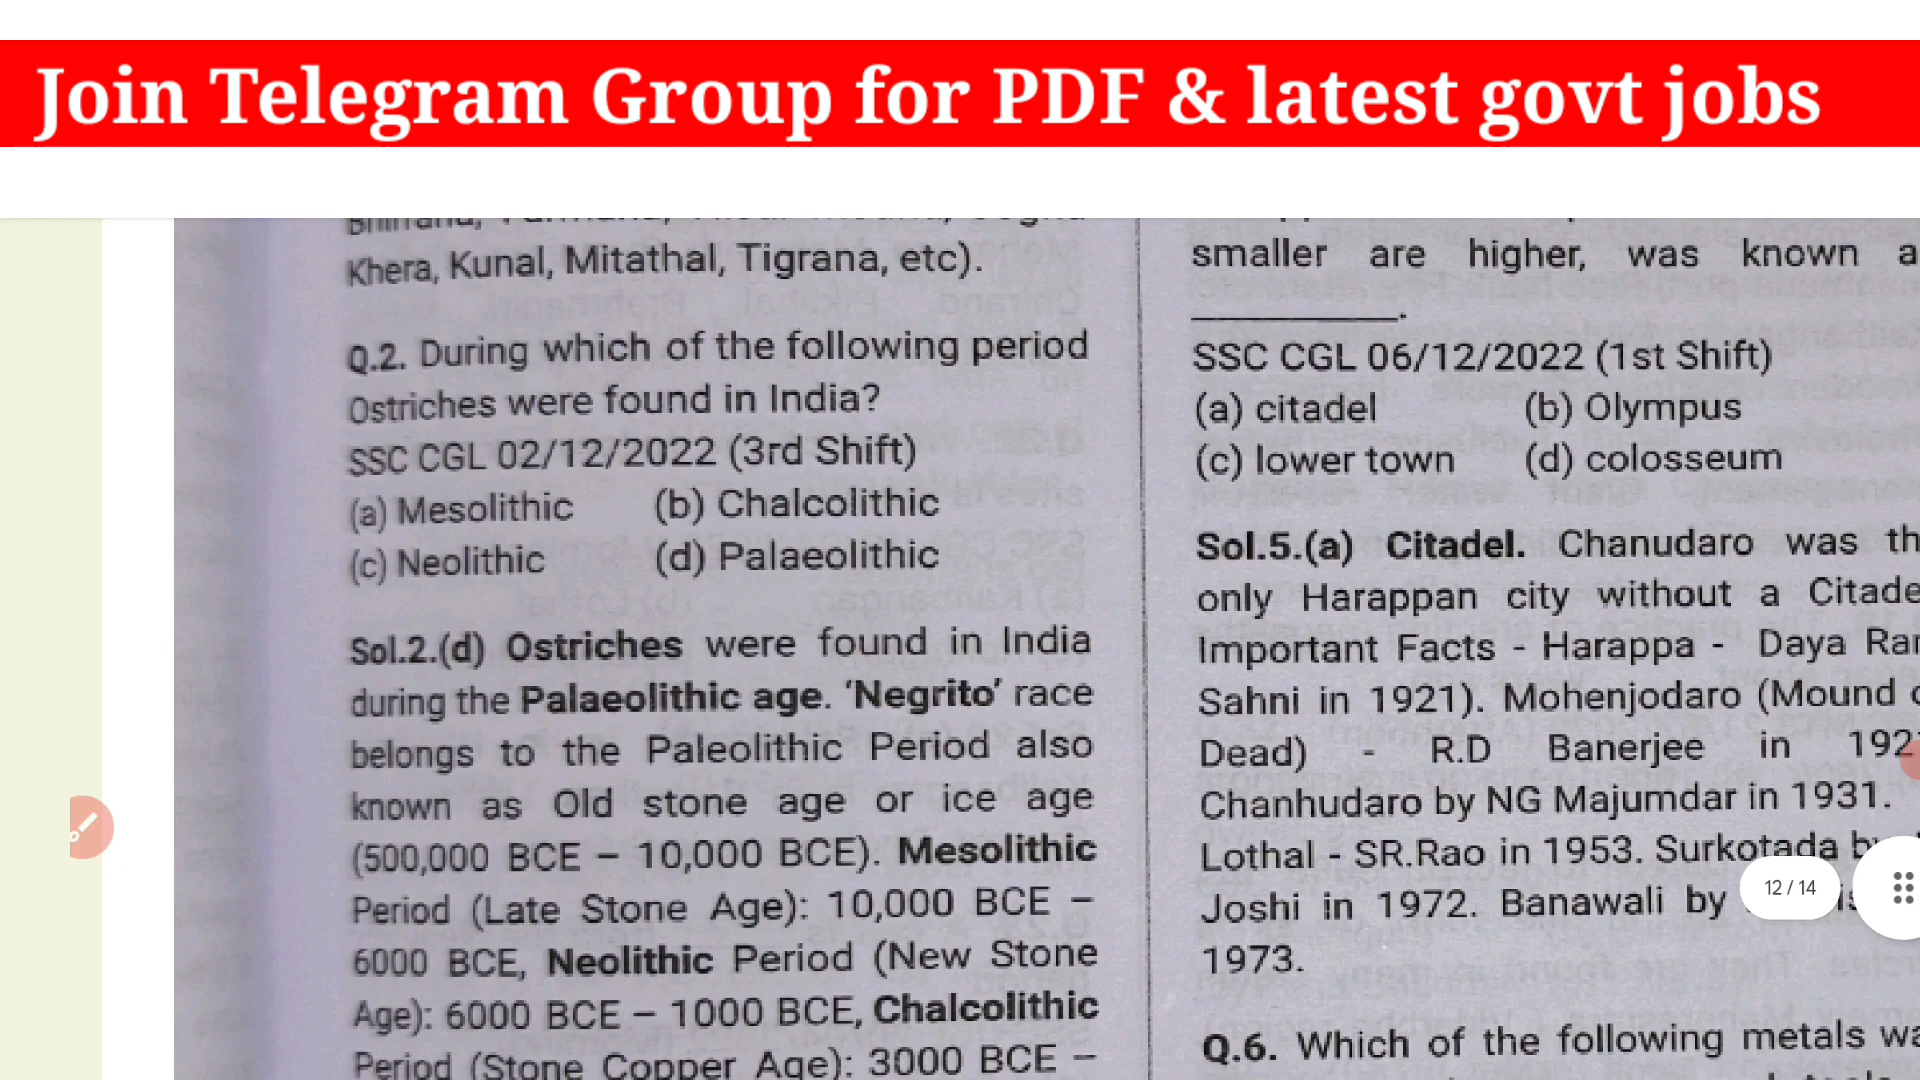 Join Telegram Group for PDF & latest govt jobs
Khera, Kunal, Mitathal, Tigrana, etc).
Q.2. During which of the following period
Ostriches were found in India?
SSC CGL 02/12/2022 (3rd Shift)
(a) Mesolithic (b) Chalcolithic
(c) Neolithic (d) Palaeolithic
Sol.2.(d) Ostriches were found in India
during the Palaeolithic age. ‘Negrito’ race
belongs to the Paleolithic Period also
known as Old stone age or ice age
(500,000 BCE – 10,000 BCE). Mesolithic
Period (Late Stone Age): 10,000 BCE –
6000 BCE, Neolithic Period (New Stone
Age): 6000 BCE – 1000 BCE, Chalcolithic
Period (Stone Copper Age): 3000 BCE –
smaller are higher, was known
__________.
SSC CGL 06/12/2022 (1st Shift)
(a) citadel (b) Olympus
(c) lower town (d) colosseum
Sol.5.(a) Citadel. Chanudaro was
only Harappan city without a
Important Facts - Harappa - Daya
Sahni in 1921). Mohenjodaro (Mound
Dead) - R.D Banerjee in
Chanhudaro by NG Majumdar in 1931.
Lothal - SR.Rao in 1953. Surkotada
Joshi in 1972. Banawali by
1973.
Q.6. Which of the following metals
12 / 14